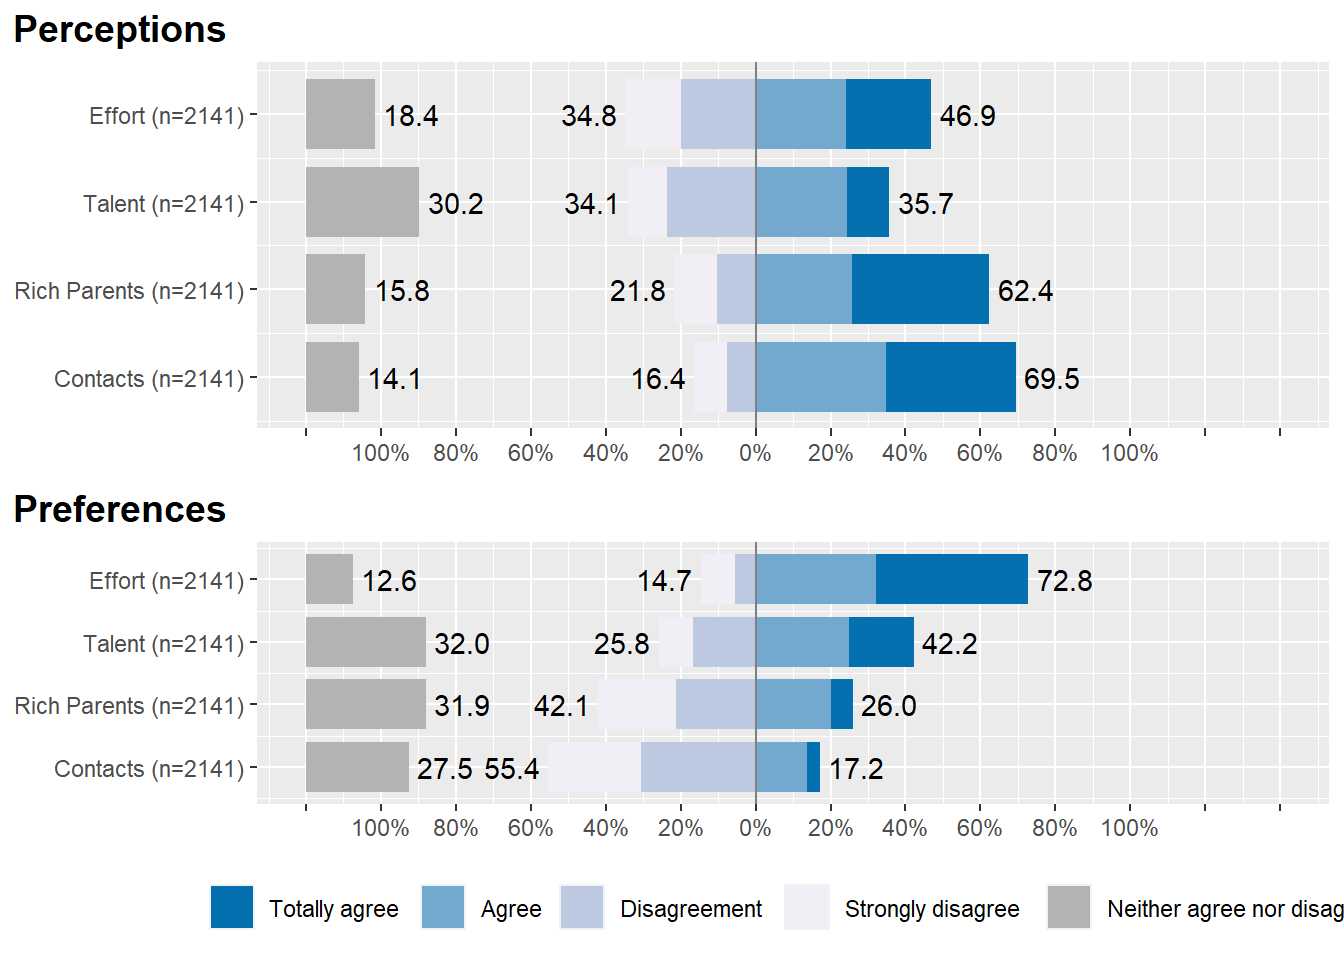 Perceptions
Effort (n=2141) 18.4 34.8 46.9
Talent (n=2141) 30.2 34.1 35.7
Rich Parents (n=2141) 15.8 21.8 62.4
Contacts (n=2141) 14.1 16.4 69.5
100% 80% 60% 40% 20% 0% 20% 40% 60% 80% 100%
Preferences
Effort (n=2141) 12.6 14.7 72.8
Talent (n=2141) 32.0 25.8 42.2
Rich Parents (n=2141) 31.9 42.1 26.0
Contacts (n=2141) 27.5 55.4 17.2
100% 80% 60% 40% 20% 0% 20% 40% 60% 80% 100%
Totally agree Agree Disagreement Strongly disagree Neither agree nor disag